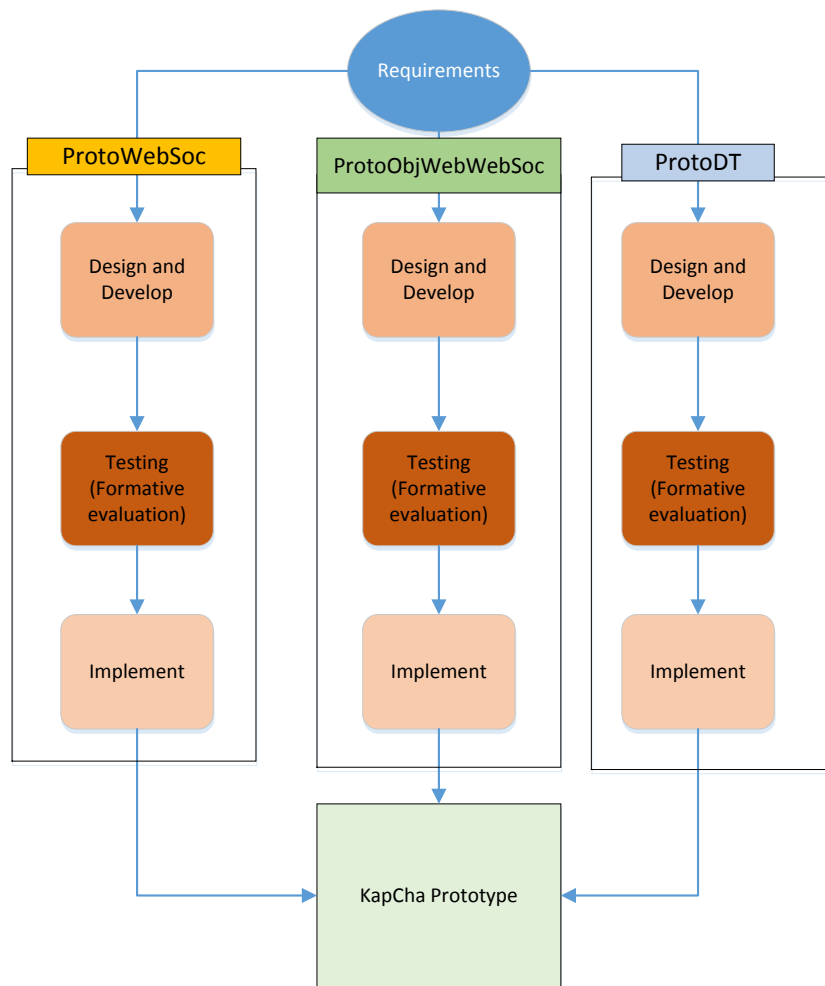 Requirements
ProtoWebSoc
ProtoObjWebWebSoc
ProtoDT
Design and
Develop
Design and
Develop
Design and
Develop
Testing
(Formative
evaluation)
Testing
(Formative
evaluation)
Testing
(Formative
evaluation)
Implement
Implement
Implement
KapCha Prototype